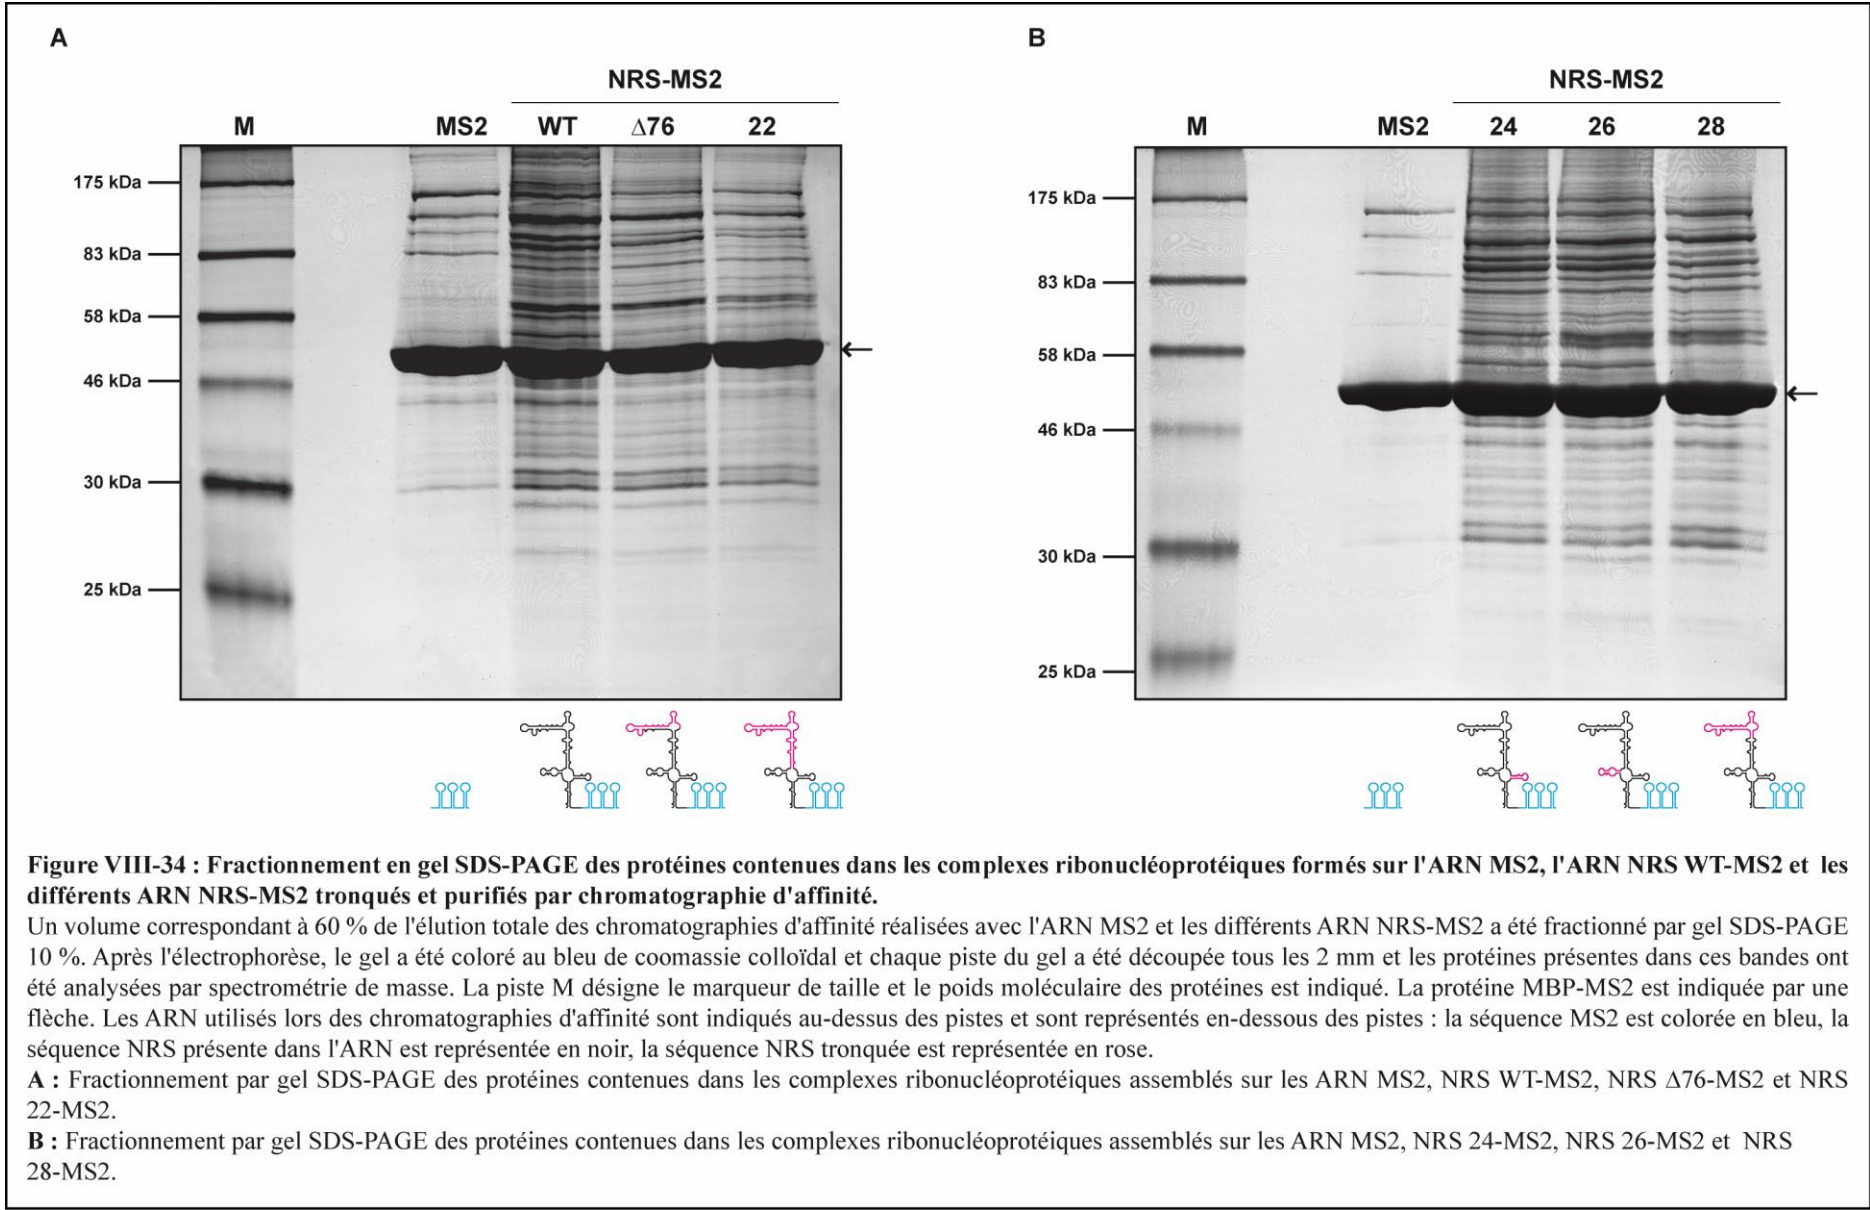 A
NRS-MS2
M MS2 WT Δ76 22
175 kDa
83 kDa
58 kDa
46 kDa
30 kDa
25 kDa
B
NRS-MS2
M MS2 24 26 28
175 kDa
83 kDa
58 kDa
46 kDa
30 kDa
25 kDa
Figure VIII-34 : Fractionnement en gel SDS-PAGE des protéines contenues dans les complexes ribonucléoprotéiques formés sur l'ARN MS2, l'ARN NRS WT-MS2 et les
différents ARN NRS-MS2 tronqués et purifiés par chromatographie d'affinité.
Un volume correspondant à 60 % de l'élution totale des chromatographies d'affinité réalisées avec l'ARN MS2 et les différents ARN NRS-MS2 a été fractionné par gel SDS-PAGE
10 %. Après l'électrophorèse, le gel a été coloré au bleu de coomassie colloïdal et chaque piste du gel a été découpée tous les 2 mm et les protéines présentes dans ces bandes ont
été analysées par spectrométrie de masse. La piste M désigne le marqueur de taille et le poids moléculaire des protéines est indiqué. La protéine MBP-MS2 est indiquée par une
flèche. Les ARN utilisés lors des chromatographies d'affinité sont indiqués au-dessus des pistes et sont représentés en-dessous des pistes : la séquence MS2 est colorée en bleu, la
séquence NRS présente dans l'ARN est représentée en noir, la séquence NRS tronquée est représentée en rose.
A : Fractionnement par gel SDS-PAGE des protéines contenues dans les complexes ribonucléoprotéiques assemblés sur les ARN MS2, NRS WT-MS2, NRS Δ76-MS2 et NRS
22-MS2.
B : Fractionnement par gel SDS-PAGE des protéines contenues dans les complexes ribonucléoprotéiques assemblés sur les ARN MS2, NRS 24-MS2, NRS 26-MS2 et NRS
28-MS2.